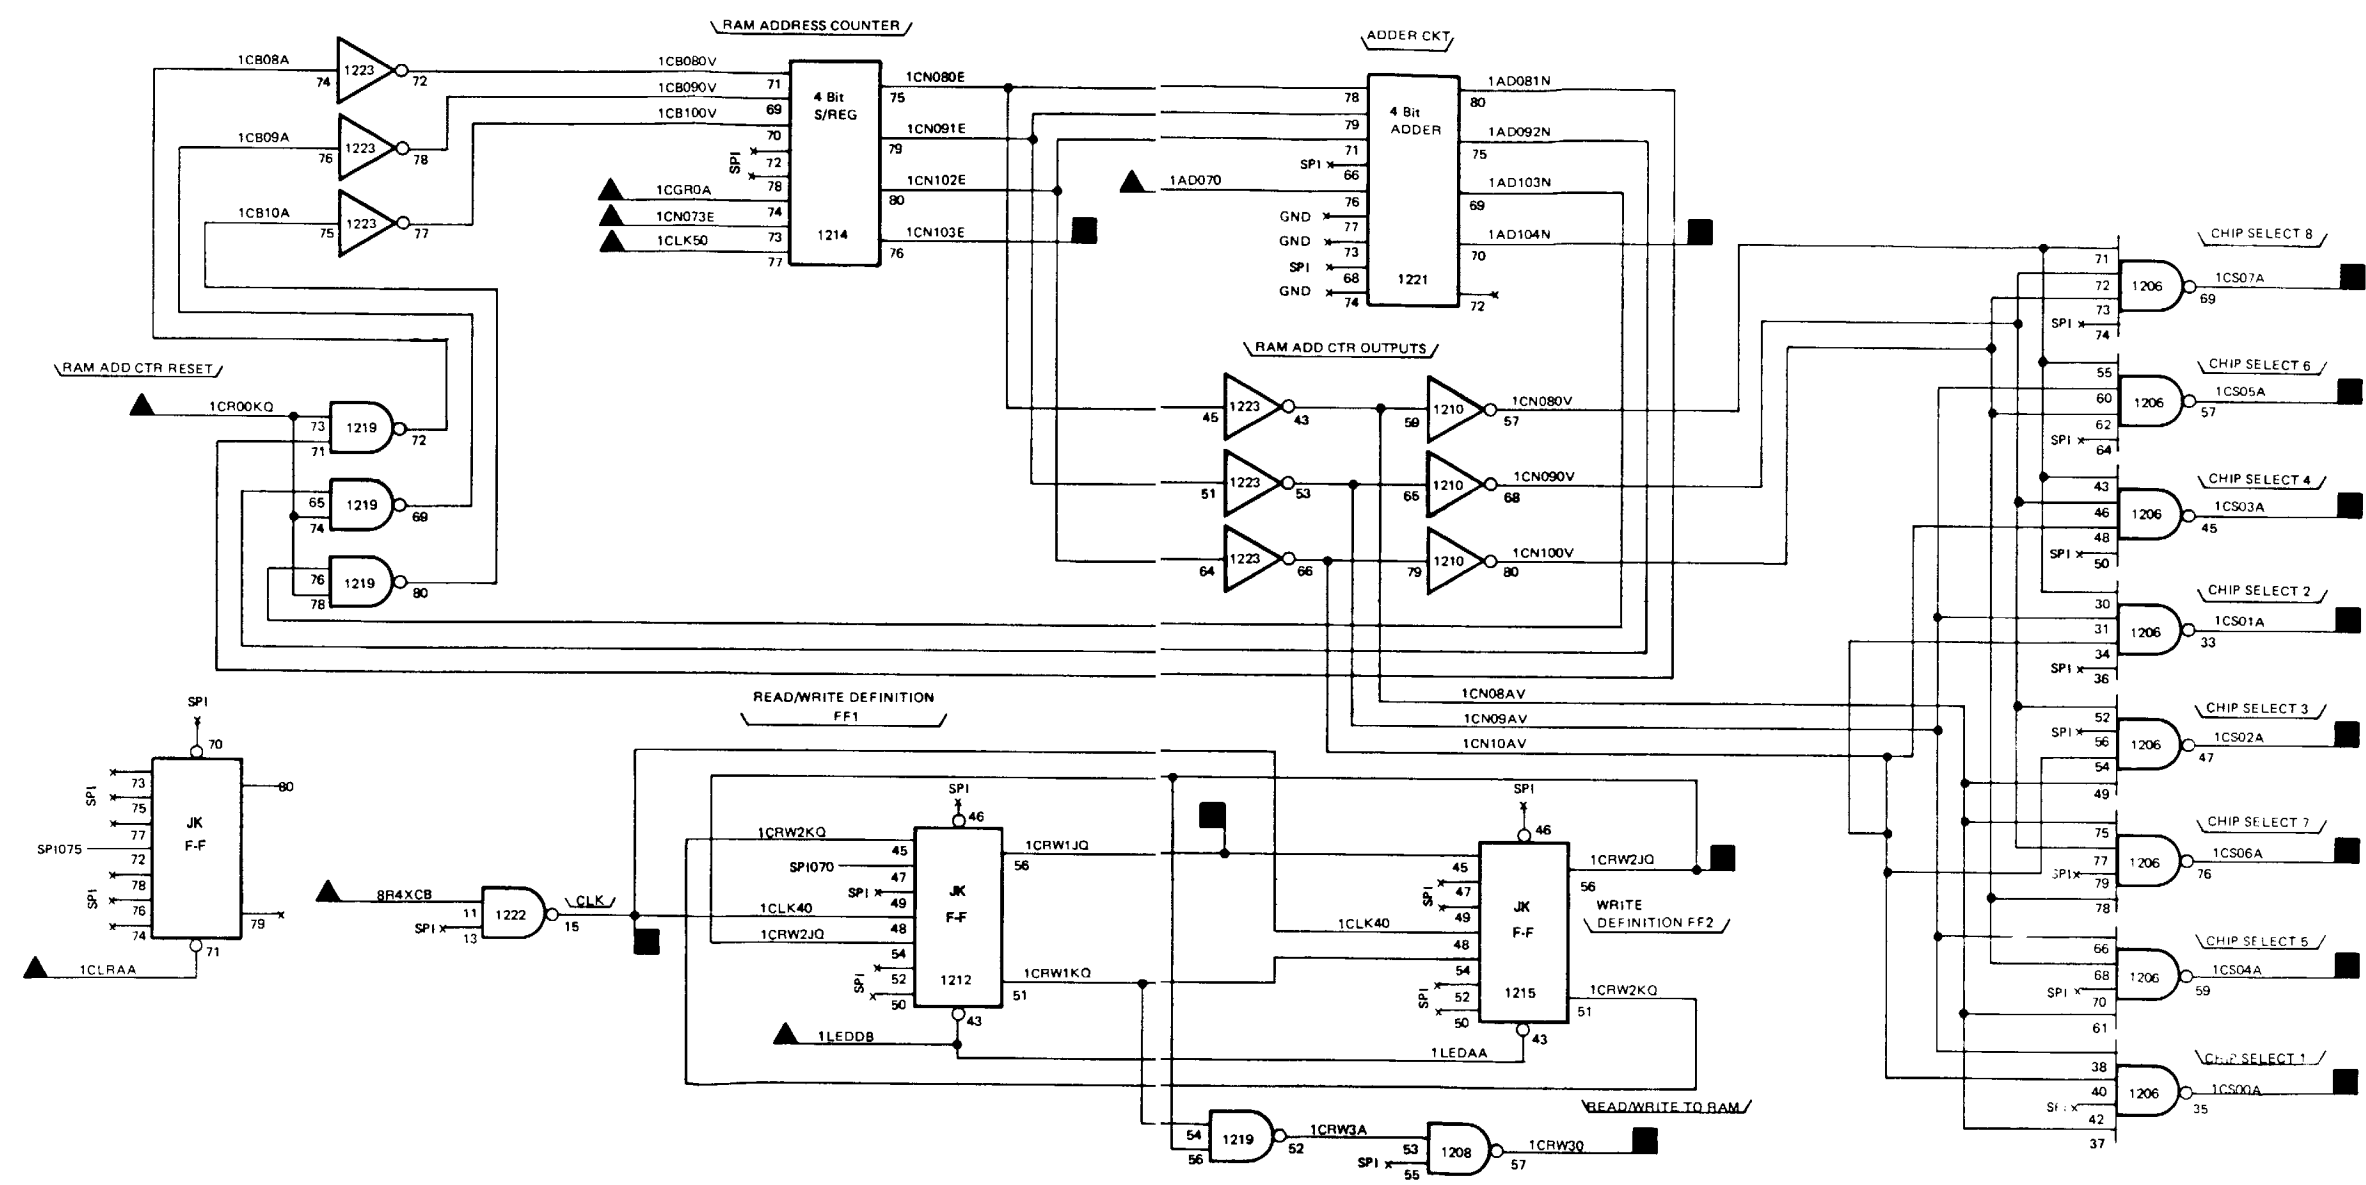 RAM ADDRESS COUNTER
ADDER CKT
1CB08A
74
1223
72
1CB080V
71
1CB090V
69
1CB100V
70
SPI
72
78
1CB09A
76
1223
78
1CB10A
75
1223
77
1CGR0A
74
1CN073E
73
1CLK50
77
4 Bit
S/REG
1214
1CN080E
75
1CN091E
79
1CN102E
80
1CN103E
76
78
79
71
SPI
66
1AD070
76
GND
77
GND
73
SPI
68
GND
74
4 Bit
ADDER
1221
1AD081N
80
1AD092N
75
1AD103N
69
1AD104N
70
72
RAM ADD CTR RESET
1CR00KQ
73
71
1219
72
65
74
1219
69
76
78
1219
80
RAM ADD CTR OUTPUTS
45
1223
43
59
1210
57
1CN080V
51
1223
53
65
1210
68
1CN090V
64
1223
66
79
1210
80
1CN100V
1CN08AV
1CN09AV
1CN10AV
CHIP SELECT 8
71
72
73
SPI
74
1206
1CS07A
69
CHIP SELECT 6
55
60
62
SPI
64
1206
1CS05A
57
CHIP SELECT 4
43
46
48
SPI
50
1206
1CS03A
45
CHIP SELECT 2
30
31
34
SPI
36
1206
1CS01A
33
CHIP SELECT 3
52
SPI
56
54
49
1206
1CS02A
47
CHIP SELECT 7
75
77
SPI
79
78
1206
1CS06A
76
CHIP SELECT 5
66
68
SPI
70
61
1206
1CS04A
59
CHIP SELECT 1
38
40
42
37
1206
1CS00A
35
SPI
70
SPI
73
75
77
SPI075
72
SPI
78
76
74
JK
F-F
80
79
71
1CLRAA
READ/WRITE DEFINITION
FF1
8R4XCB
11
SPI
13
1222
15
CLK
SPI
46
1CRW2KQ
45
SPI070
47
SPI
49
1CLK40
48
1CRW2JQ
54
SPI
52
50
JK
F-F
1212
43
1CRW1JQ
56
1CRW1KQ
51
1LEDDB
1LEDAA
SPI
46
45
SPI
47
49
1CLK40
48
54
SPI
52
50
JK
F-F
1215
43
1CRW2JQ
56
WRITE
DEFINITION FF2
1CRW2KQ
51
READ/WRITE TO RAM
54
56
1219
52
1CRW3A
53
SPI
55
1208
57
1CRW30